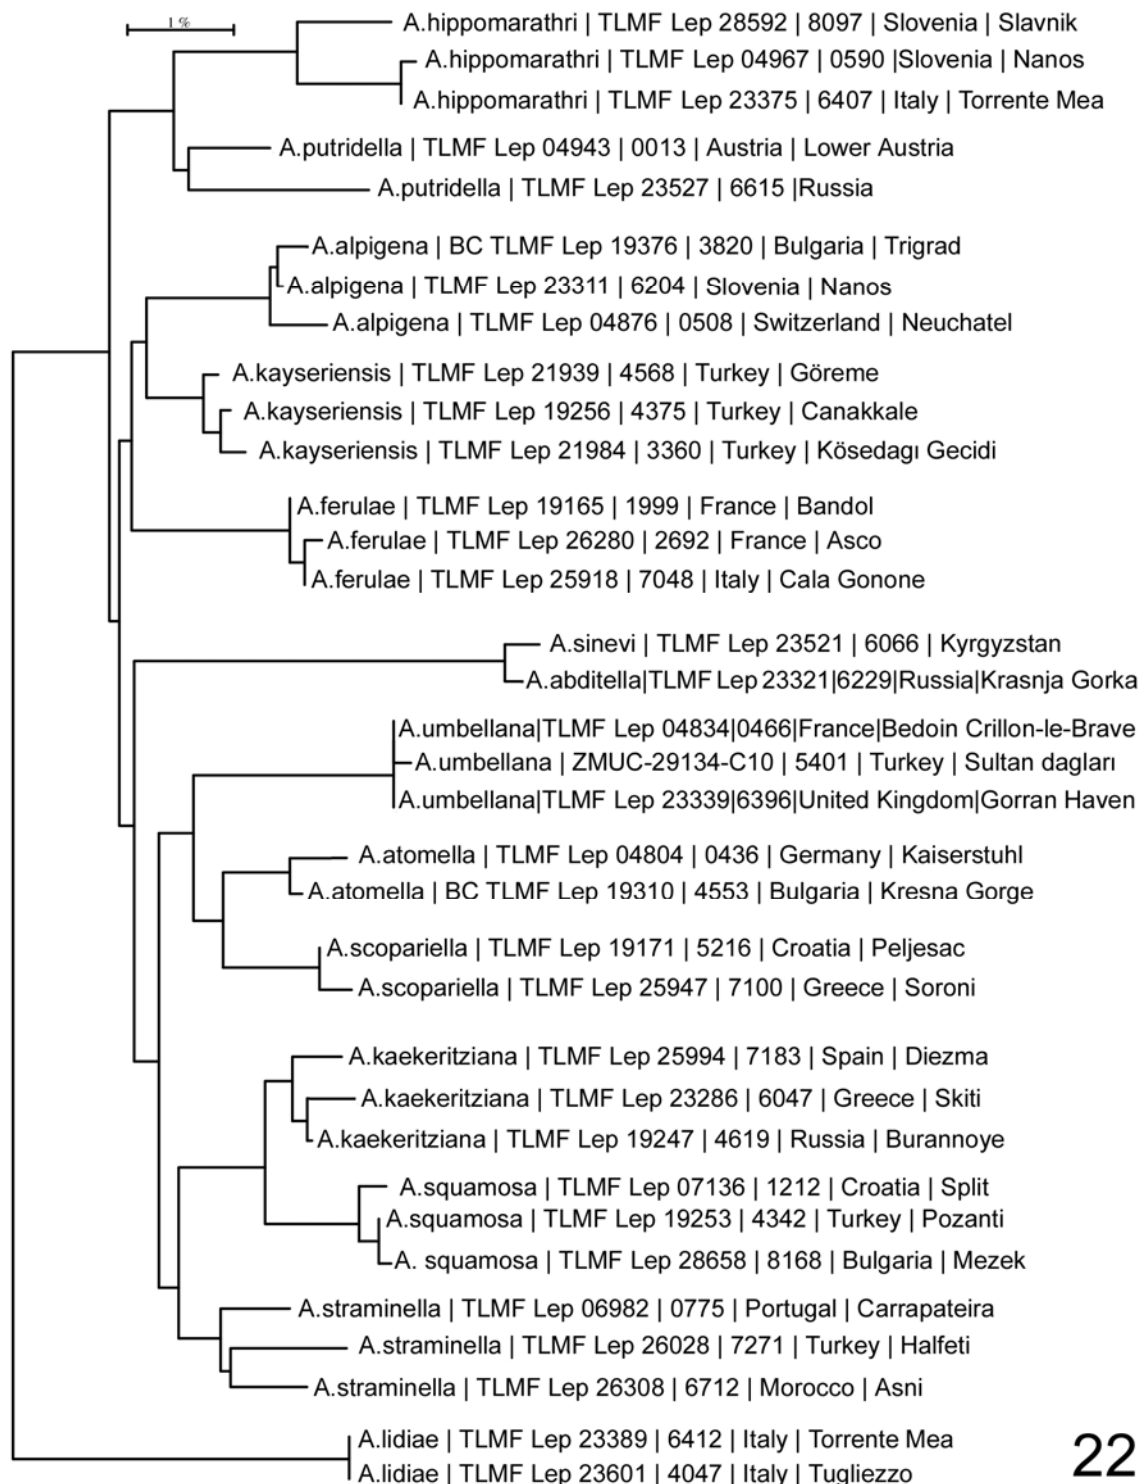 1 %
A.hippomarathri | TLMF Lep 28592 | 8097 | Slovenia | Slavnik
A.hippomarathri | TLMF Lep 04967 | 0590 |Slovenia | Nanos
A.hippomarathri | TLMF Lep 23375 | 6407 | Italy | Torrente Mea
A.putridella | TLMF Lep 04943 | 0013 | Austria | Lower Austria
A.putridella | TLMF Lep 23527 | 6615 |Russia
A.alpigena | BC TLMF Lep 19376 | 3820 | Bulgaria | Trigrad
A.alpigena | TLMF Lep 23311 | 6204 | Slovenia | Nanos
A.alpigena | TLMF Lep 04876 | 0508 | Switzerland | Neuchatel
A.kayseriensis | TLMF Lep 21939 | 4568 | Turkey | Göreme
A.kayseriensis | TLMF Lep 19256 | 4375 | Turkey | Canakkale
A.kayseriensis | TLMF Lep 21984 | 3360 | Turkey | Kösedagı Gecidi
A.ferulae | TLMF Lep 19165 | 1999 | France | Bandol
A.ferulae | TLMF Lep 26280 | 2692 | France | Asco
A.ferulae | TLMF Lep 25918 | 7048 | Italy | Cala Gonone
A.sinevi | TLMF Lep 23521 | 6066 | Kyrgyzstan
A.abditella|TLMF Lep 23321|6229|Russia|Krasnja Gorka
A.umbellana|TLMF Lep 04834|0466|France|Bedoin Crillon-le-Brave
A.umbellana | ZMUC-29134-C10 | 5401 | Turkey | Sultan dagları
A.umbellana|TLMF Lep 23339|6396|United Kingdom|Gorran Haven
A.atomella | TLMF Lep 04804 | 0436 | Germany | Kaiserstuhl
A.atomella | BC TLMF Lep 19310 | 4553 | Bulgaria | Kresna Gorge
A.scopariella | TLMF Lep 19171 | 5216 | Croatia | Peljesac
A.scopariella | TLMF Lep 25947 | 7100 | Greece | Soroni
A.kaekeritziana | TLMF Lep 25994 | 7183 | Spain | Diezma
A.kaekeritziana | TLMF Lep 23286 | 6047 | Greece | Skiti
A.kaekeritziana | TLMF Lep 19247 | 4619 | Russia | Burannoye
A.squamosa | TLMF Lep 07136 | 1212 | Croatia | Split
A.squamosa | TLMF Lep 19253 | 4342 | Turkey | Pozanti
A. squamosa | TLMF Lep 28658 | 8168 | Bulgaria | Mezek
A.straminella | TLMF Lep 06982 | 0775 | Portugal | Carrapateira
A.straminella | TLMF Lep 26028 | 7271 | Turkey | Halfeti
A.straminella | TLMF Lep 26308 | 6712 | Morocco | Asni
A.lidiae | TLMF Lep 23389 | 6412 | Italy | Torrente Mea
A.lidiae | TLMF Lep 23601 | 4047 | Italy | Tugliezzo
22